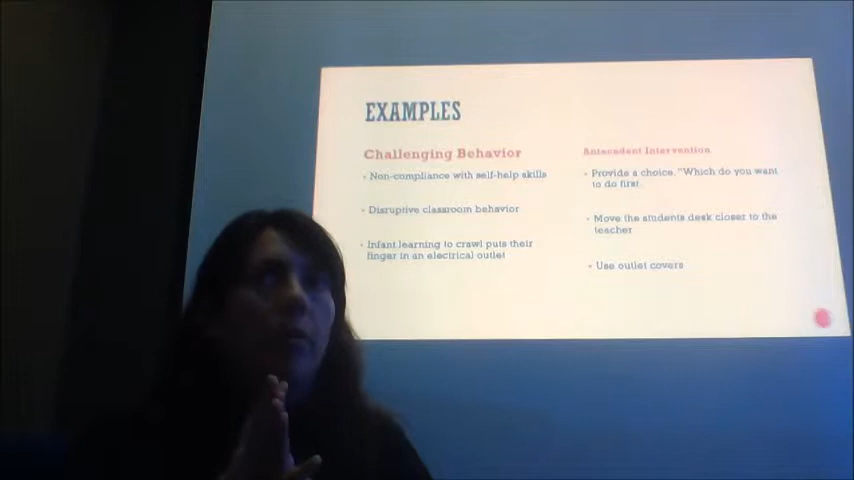 EXAMPLES
Challenging Behavior
Non-compliance with self-help skills
Disruptive classroom behavior
Infant learning to crawl puts their
finger in an electrical outlet
Antecedent Intervention
Provide a choice. "Which do you want
to do first.
Move the students desk closer to the
teacher
Use outlet covers